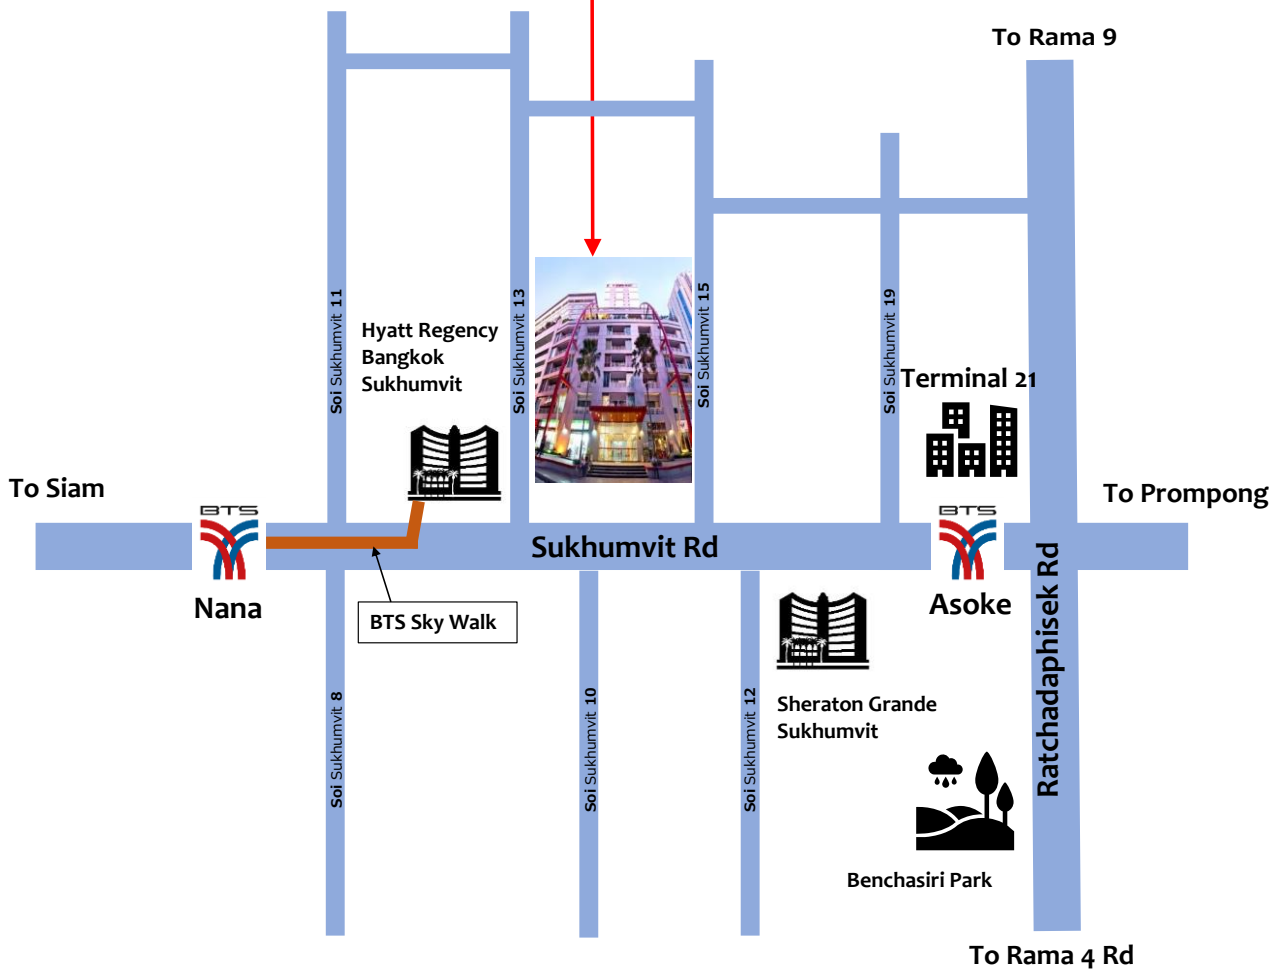 To Rama 9
Soi Sukhumvit 11
Soi Sukhumvit 13
Soi Sukhumvit 15
Soi Sukhumvit 19
Hyatt Regency
Bangkok
Sukhumvit
Terminal 21
To Siam
To Prompong
BTS
BTS
Sukhumvit Rd
Nana
Asoke
BTS Sky Walk
Ratchadaphisek Rd
Soi Sukhumvit 8
Soi Sukhumvit 10
Soi Sukhumvit 12
Sheraton Grande
Sukhumvit
Benchasiri Park
To Rama 4 Rd